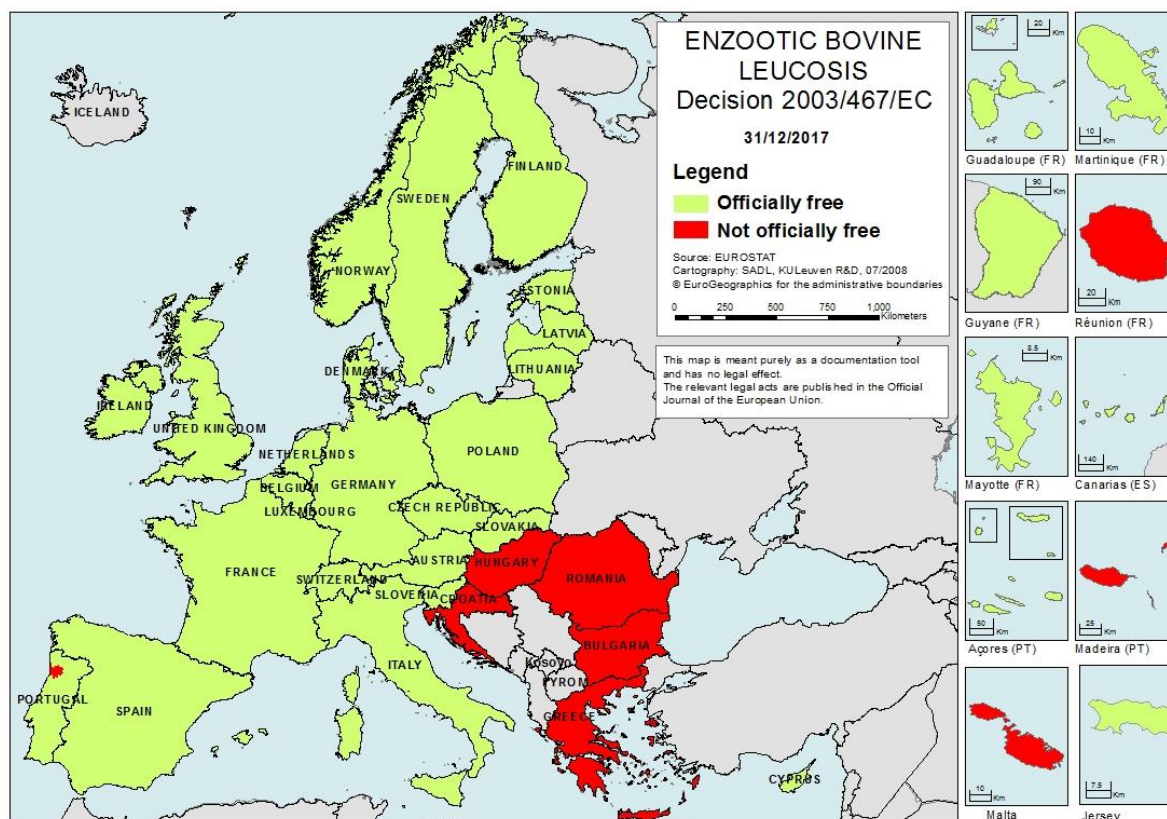 ENZOOTIC BOVINE
LEUCOSIS
Decision 2003/467/EC
31/12/2017
Legend
Officially free
Not officially free
Source: EUROSTAT
Cartography: SADL, KULeuven R&D, 07/2008
© EuroGeographics for the administrative boundaries
0 250 500 750 1,000
Kilometers
This map is meant purely as a documentation tool
and has no legal effect.
The relevant legal acts are published in the Official
Journal of the European Union.
ICELAND
FINLAND
SWEDEN
NORWAY
ESTONIA
LATVIA
LITHUANIA
DENMARK
IRELAND
UNITED KINGDOM
NETHERLANDS
POLAND
BELGIUM
GERMANY
LUXEMBOURG
CZECH REPUBLIC
SLOVAKIA
AUSTRIA
HUNGARY
FRANCE
SWITZERLAND
ROMANIA
SLOVENIA
CROATIA
BULGARIA
ITALY
Kosovo
FYROM
PORTUGAL
SPAIN
GREECE
CYPRUS
20
Km
Guadaloupe (FR)
10
Km
Martinique (FR)
90
Km
Guyane (FR)
20
Km
Réunion (FR)
8.5
Km
Mayotte (FR)
140
Km
Canarias (ES)
50
Km
Açores (PT)
25
Km
Madeira (PT)
10
Km
Malta
7.5
Km
Jersey